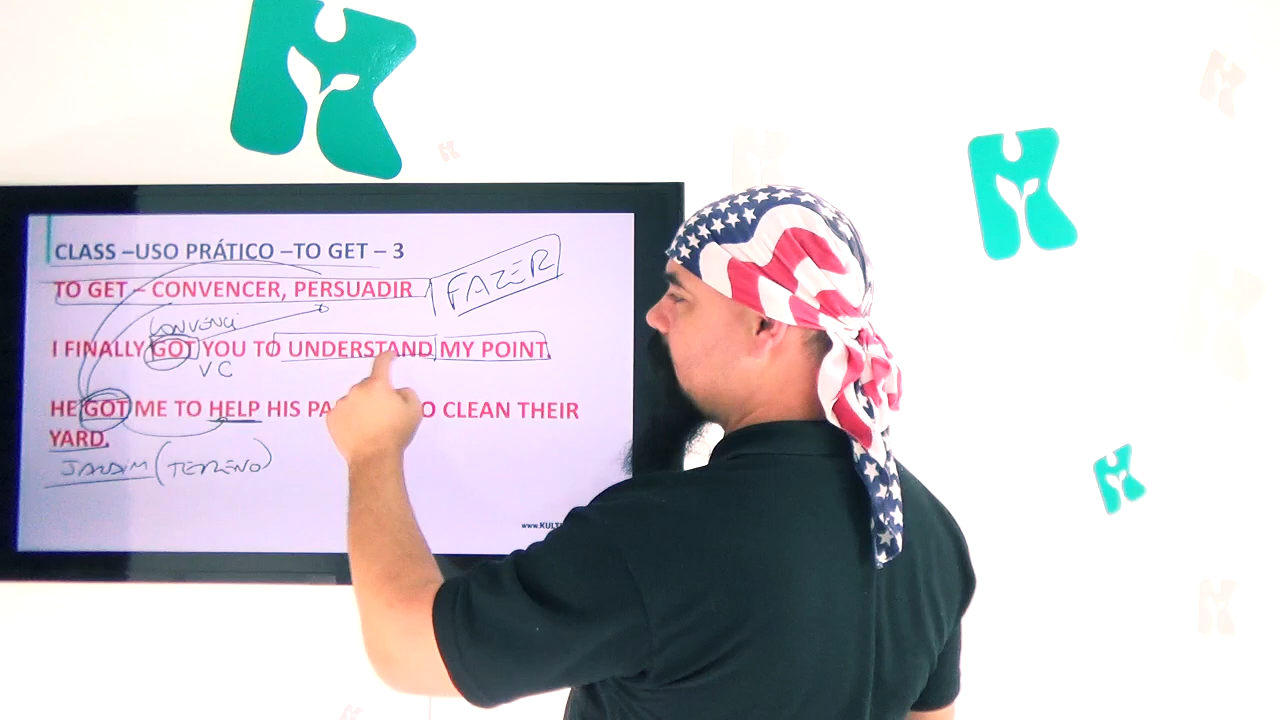 CLASS –USO PRÁTICO –TO GET – 3
TO GET – CONVENCER, PERSUADIR
FAZER
CONVENCI
I FINALLY GOT YOU TO UNDERSTAND MY POINT.
VC
HE GOT ME TO HELP HIS CLEAN THEIR
YARD.
JARDIM (TERRENO)